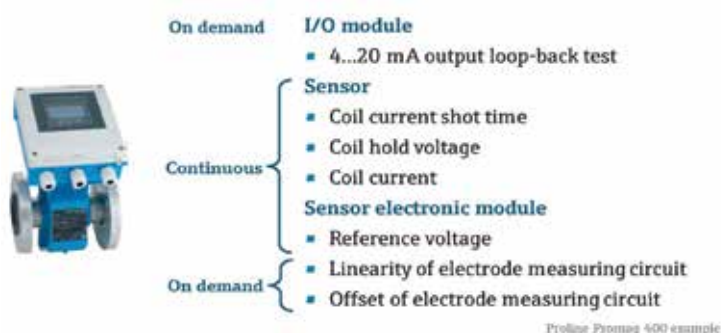 On demand I/O module
4...20 mA output loop-back test
Sensor
Coil current shot time
Coil hold voltage
Continuous
Coil current
Sensor electronic module
Reference voltage
On demand
Linearity of electrode measuring circuit
Offset of electrode measuring circuit
Proline Promag 400 example